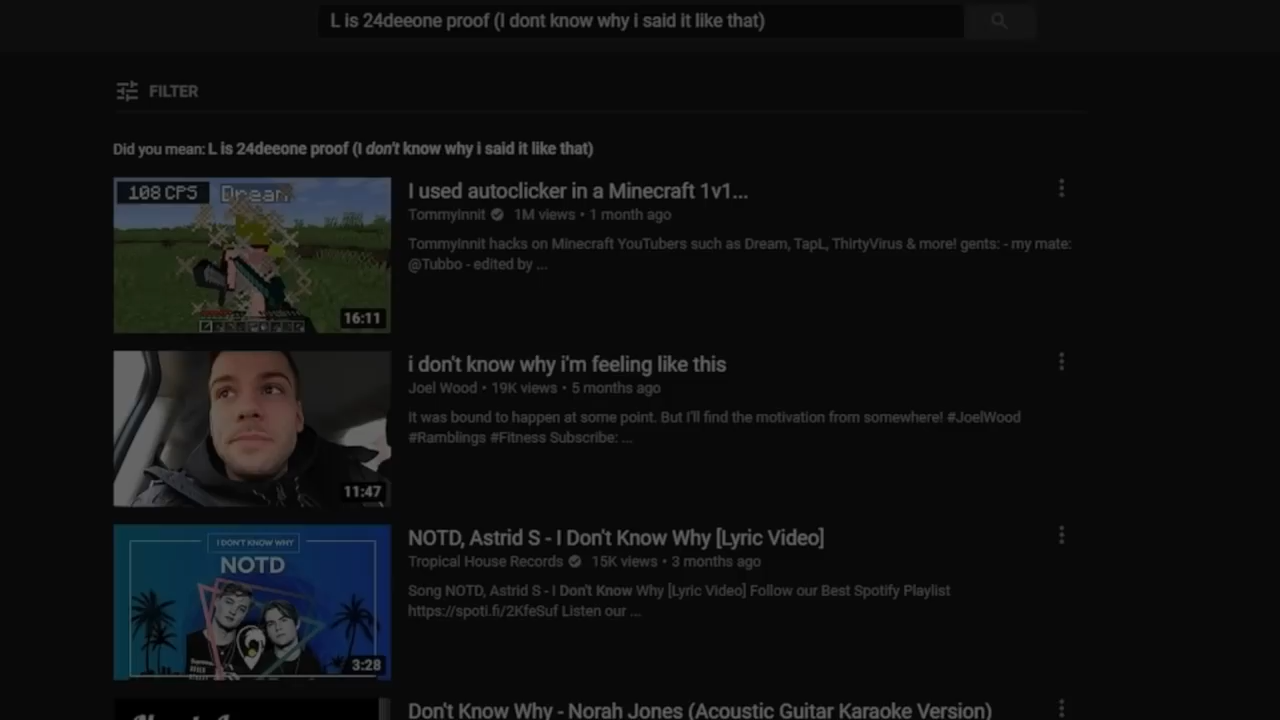 L is 24deeone proof (I dont know why i said it like that)
FILTER
Did you mean: L is 24deeone proof (I don't know why i said it like that)
108 CPS Dream
16:11
I used autoclicker in a Minecraft 1v1...
TommyInnit 1M views • 1 month ago
TommyInnit hacks on Minecraft YouTubers such as Dream, TapL, ThirtyVirus & more! gents: - my mate:
@Tubbo - edited by ...
11:47
i don't know why i'm feeling like this
Joel Wood • 19K views • 5 months ago
It was bound to happen at some point. But I'll find the motivation from somewhere! #JoelWood
#Ramblings #Fitness Subscribe: ...
I DON'T KNOW WHY
NOTD
3:28
NOTD, Astrid S - I Don't Know Why [Lyric Video]
Tropical House Records 15K views • 3 months ago
Song NOTD, Astrid S - I Don't Know Why [Lyric Video] Follow our Best Spotify Playlist
https://spoti.fi/2KfeSuf Listen our ...
Don't Know Why - Norah Jones (Acoustic Guitar Karaoke Version)